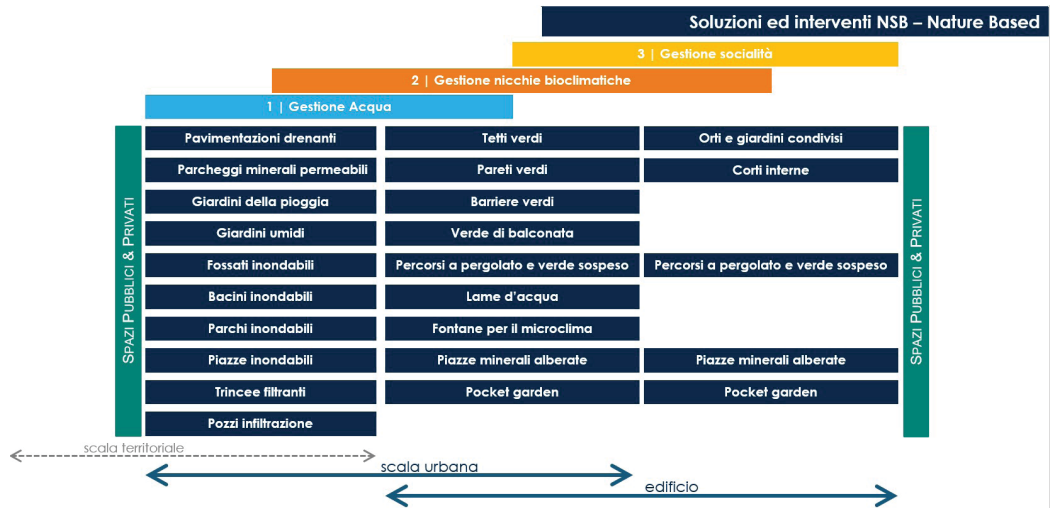 Soluzioni ed interventi NSB – Nature Based
3 | Gestione socialità
2 | Gestione nicchie bioclimatiche
1 | Gestione Acqua
SPAZI PUBBLICI & PRIVATI
Pavimentazioni drenanti
Tetti verdi
Orti e giardini condivisi
Parcheggi minerali permeabili
Pareti verdi
Corti interne
Giardini della pioggia
Barriere verdi
Giardini umidi
Verde di balconata
Fossati inondabili
Percorsi a pergolato e verde sospeso
Percorsi a pergolato e verde sospeso
Bacini inondabili
Lame d'acqua
Parchi inondabili
Fontane per il microclima
Piazze inondabili
Piazze minerali alberate
Piazze minerali alberate
Trincee filtranti
Pocket garden
Pocket garden
Pozzi infiltrazione
SPAZI PUBBLICI & PRIVATI
scala territoriale
scala urbana
edificio